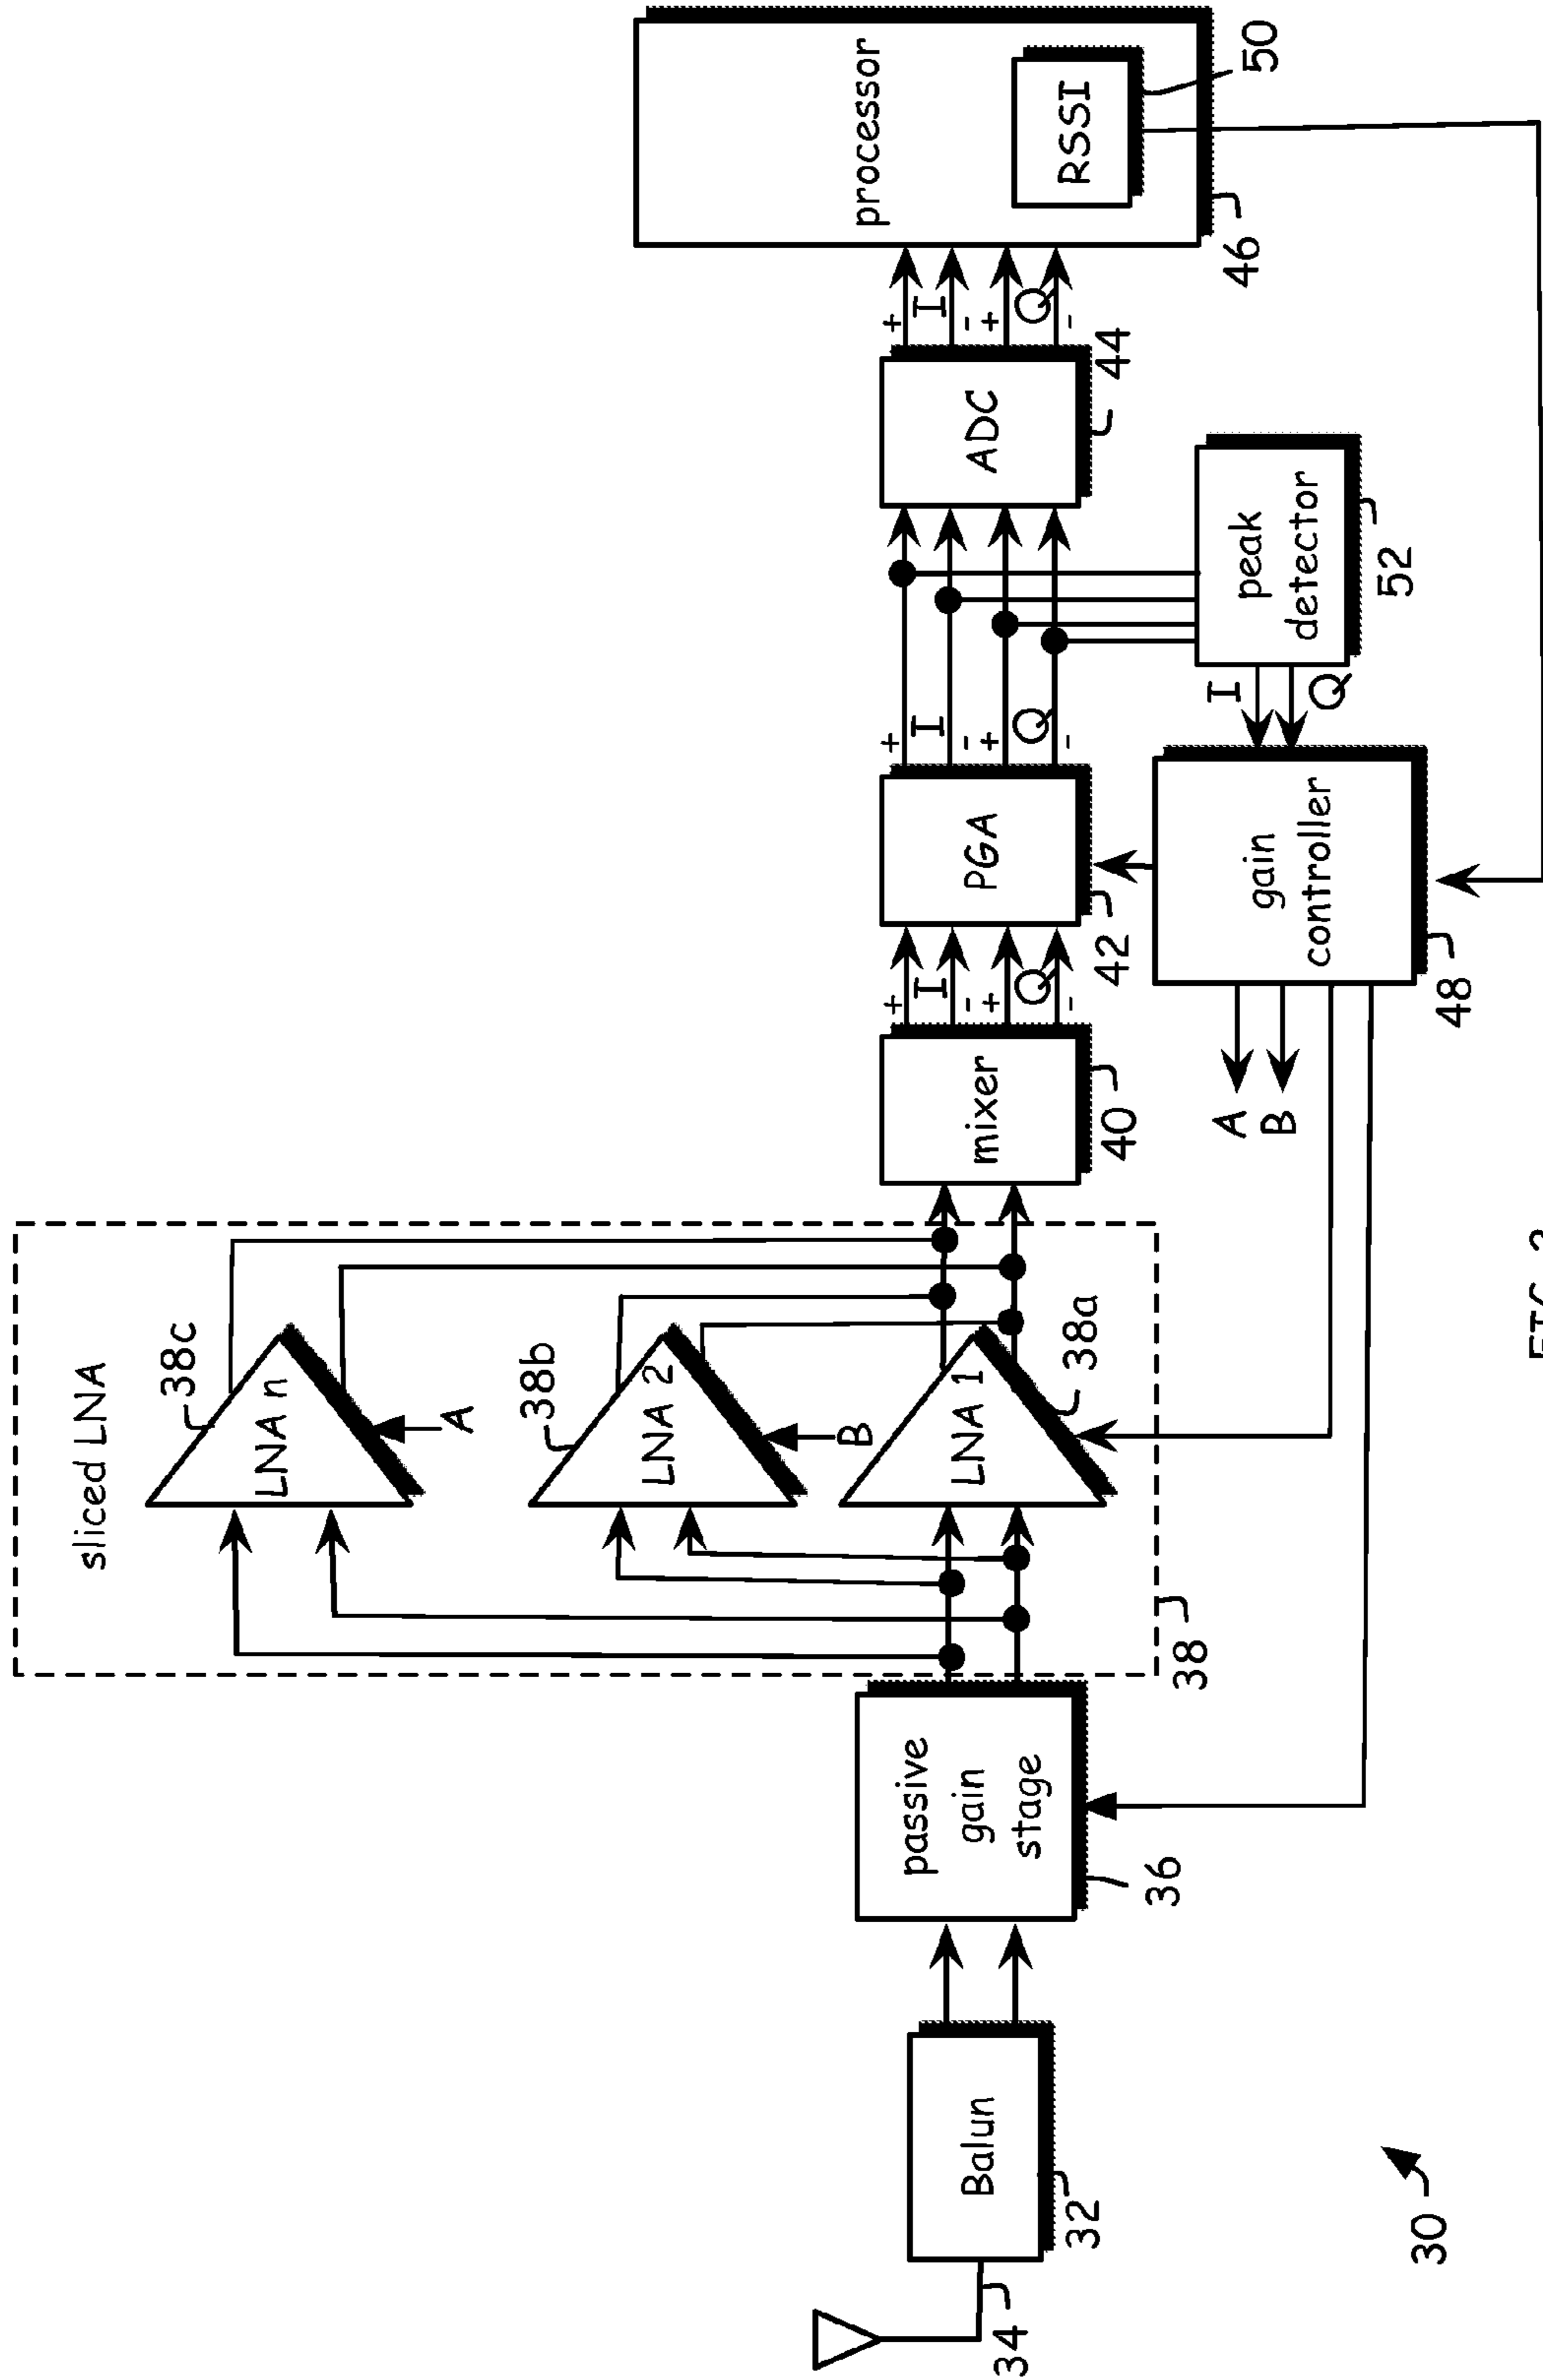 sliced LNA
38c
LNA n
A
38b
LNA 2
B
LNA 1
38a
38
34
Balun
32
passive
gain
stage
36
mixer
40
+
I
-
+
Q
-
PGA
42
+
I
-
+
Q
-
ADC
44
+
I
-
+
Q
-
processor
RSSI
50
46
peak
detector
52
I
Q
gain
controller
48
A
B
30